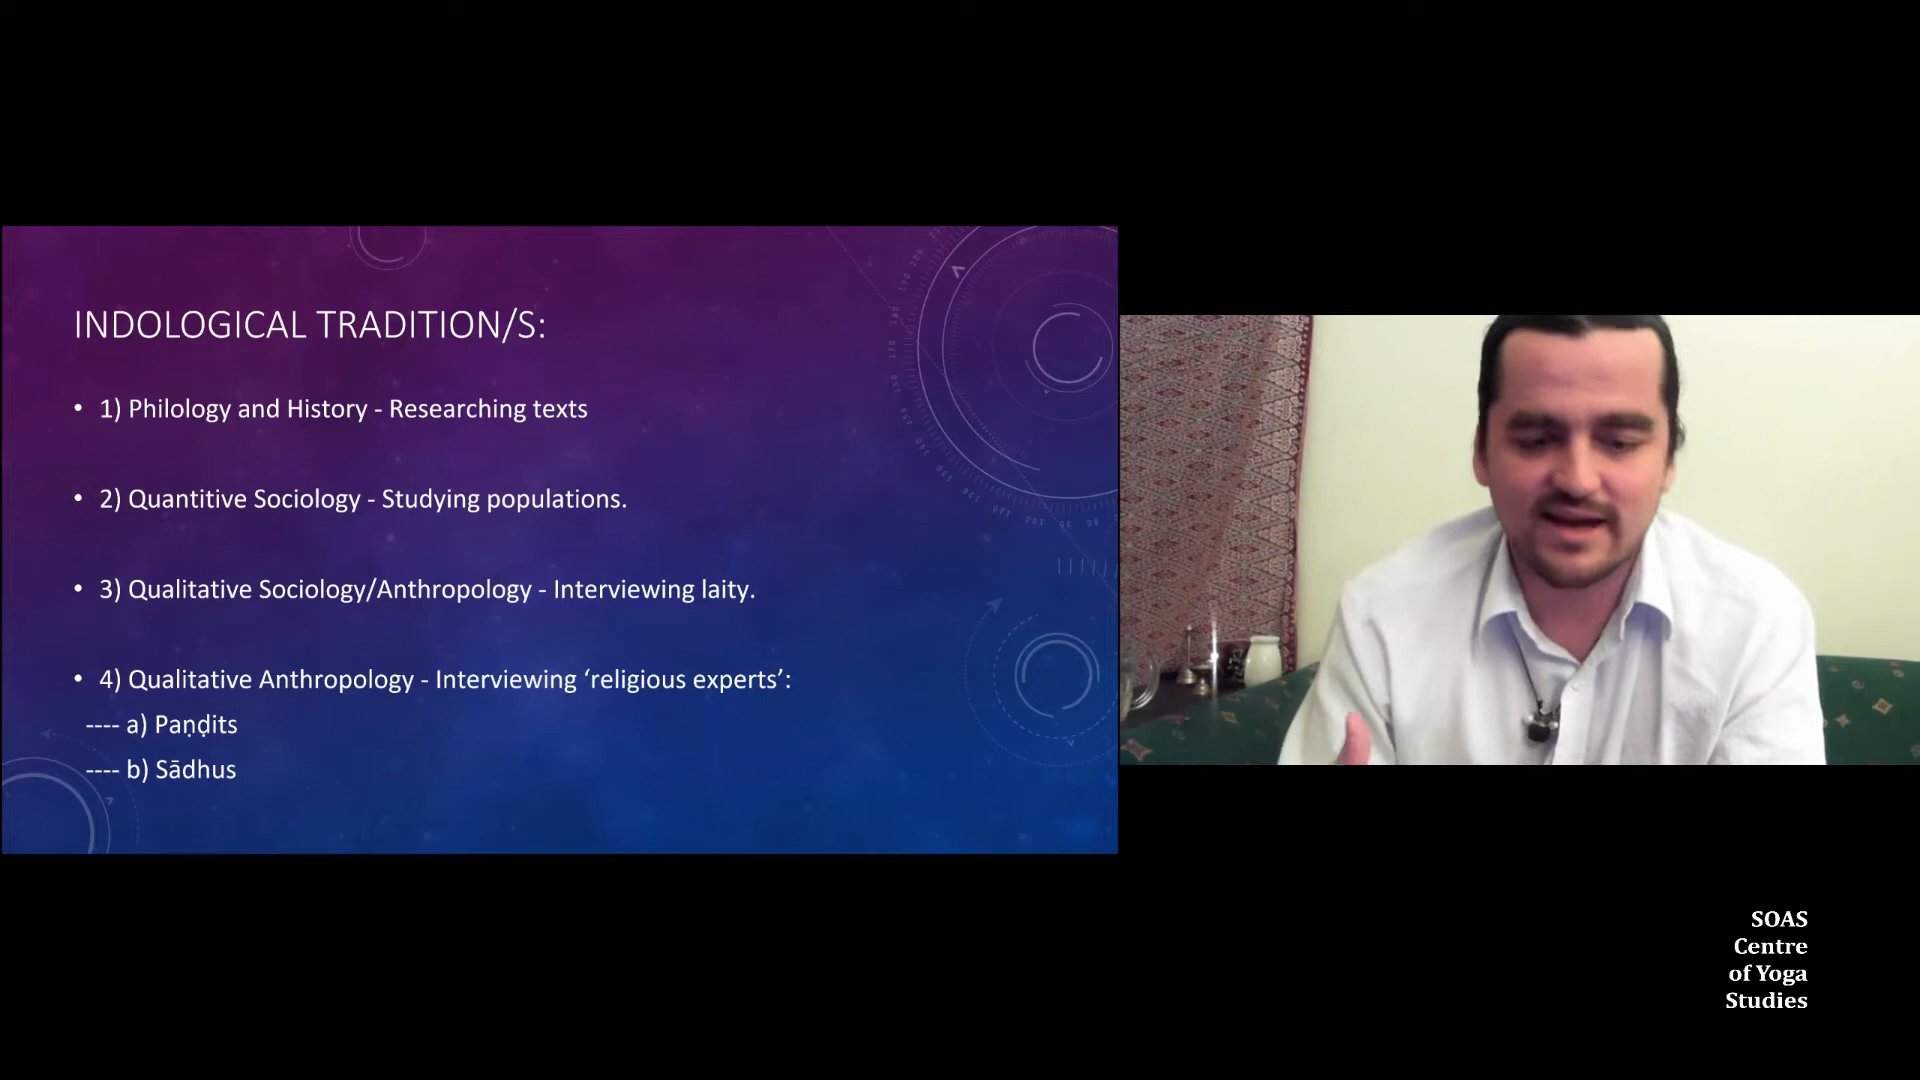 INDOLOGICAL TRADITION/S:
• 1) Philology and History - Researching texts
• 2) Quantitive Sociology - Studying populations.
• 3) Qualitative Sociology/Anthropology - Interviewing laity.
• 4) Qualitative Anthropology - Interviewing ‘religious experts’:
---- a) Paṇḍits
---- b) Sādhus
SOAS
Centre
of Yoga
Studies